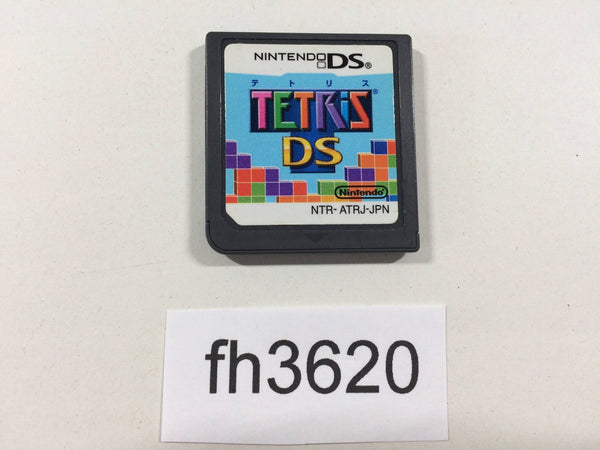 NINTENDO DS®
テトリス
TETRIS®
DS
Nintendo
NTR- ATRJ-JPN
fh3620